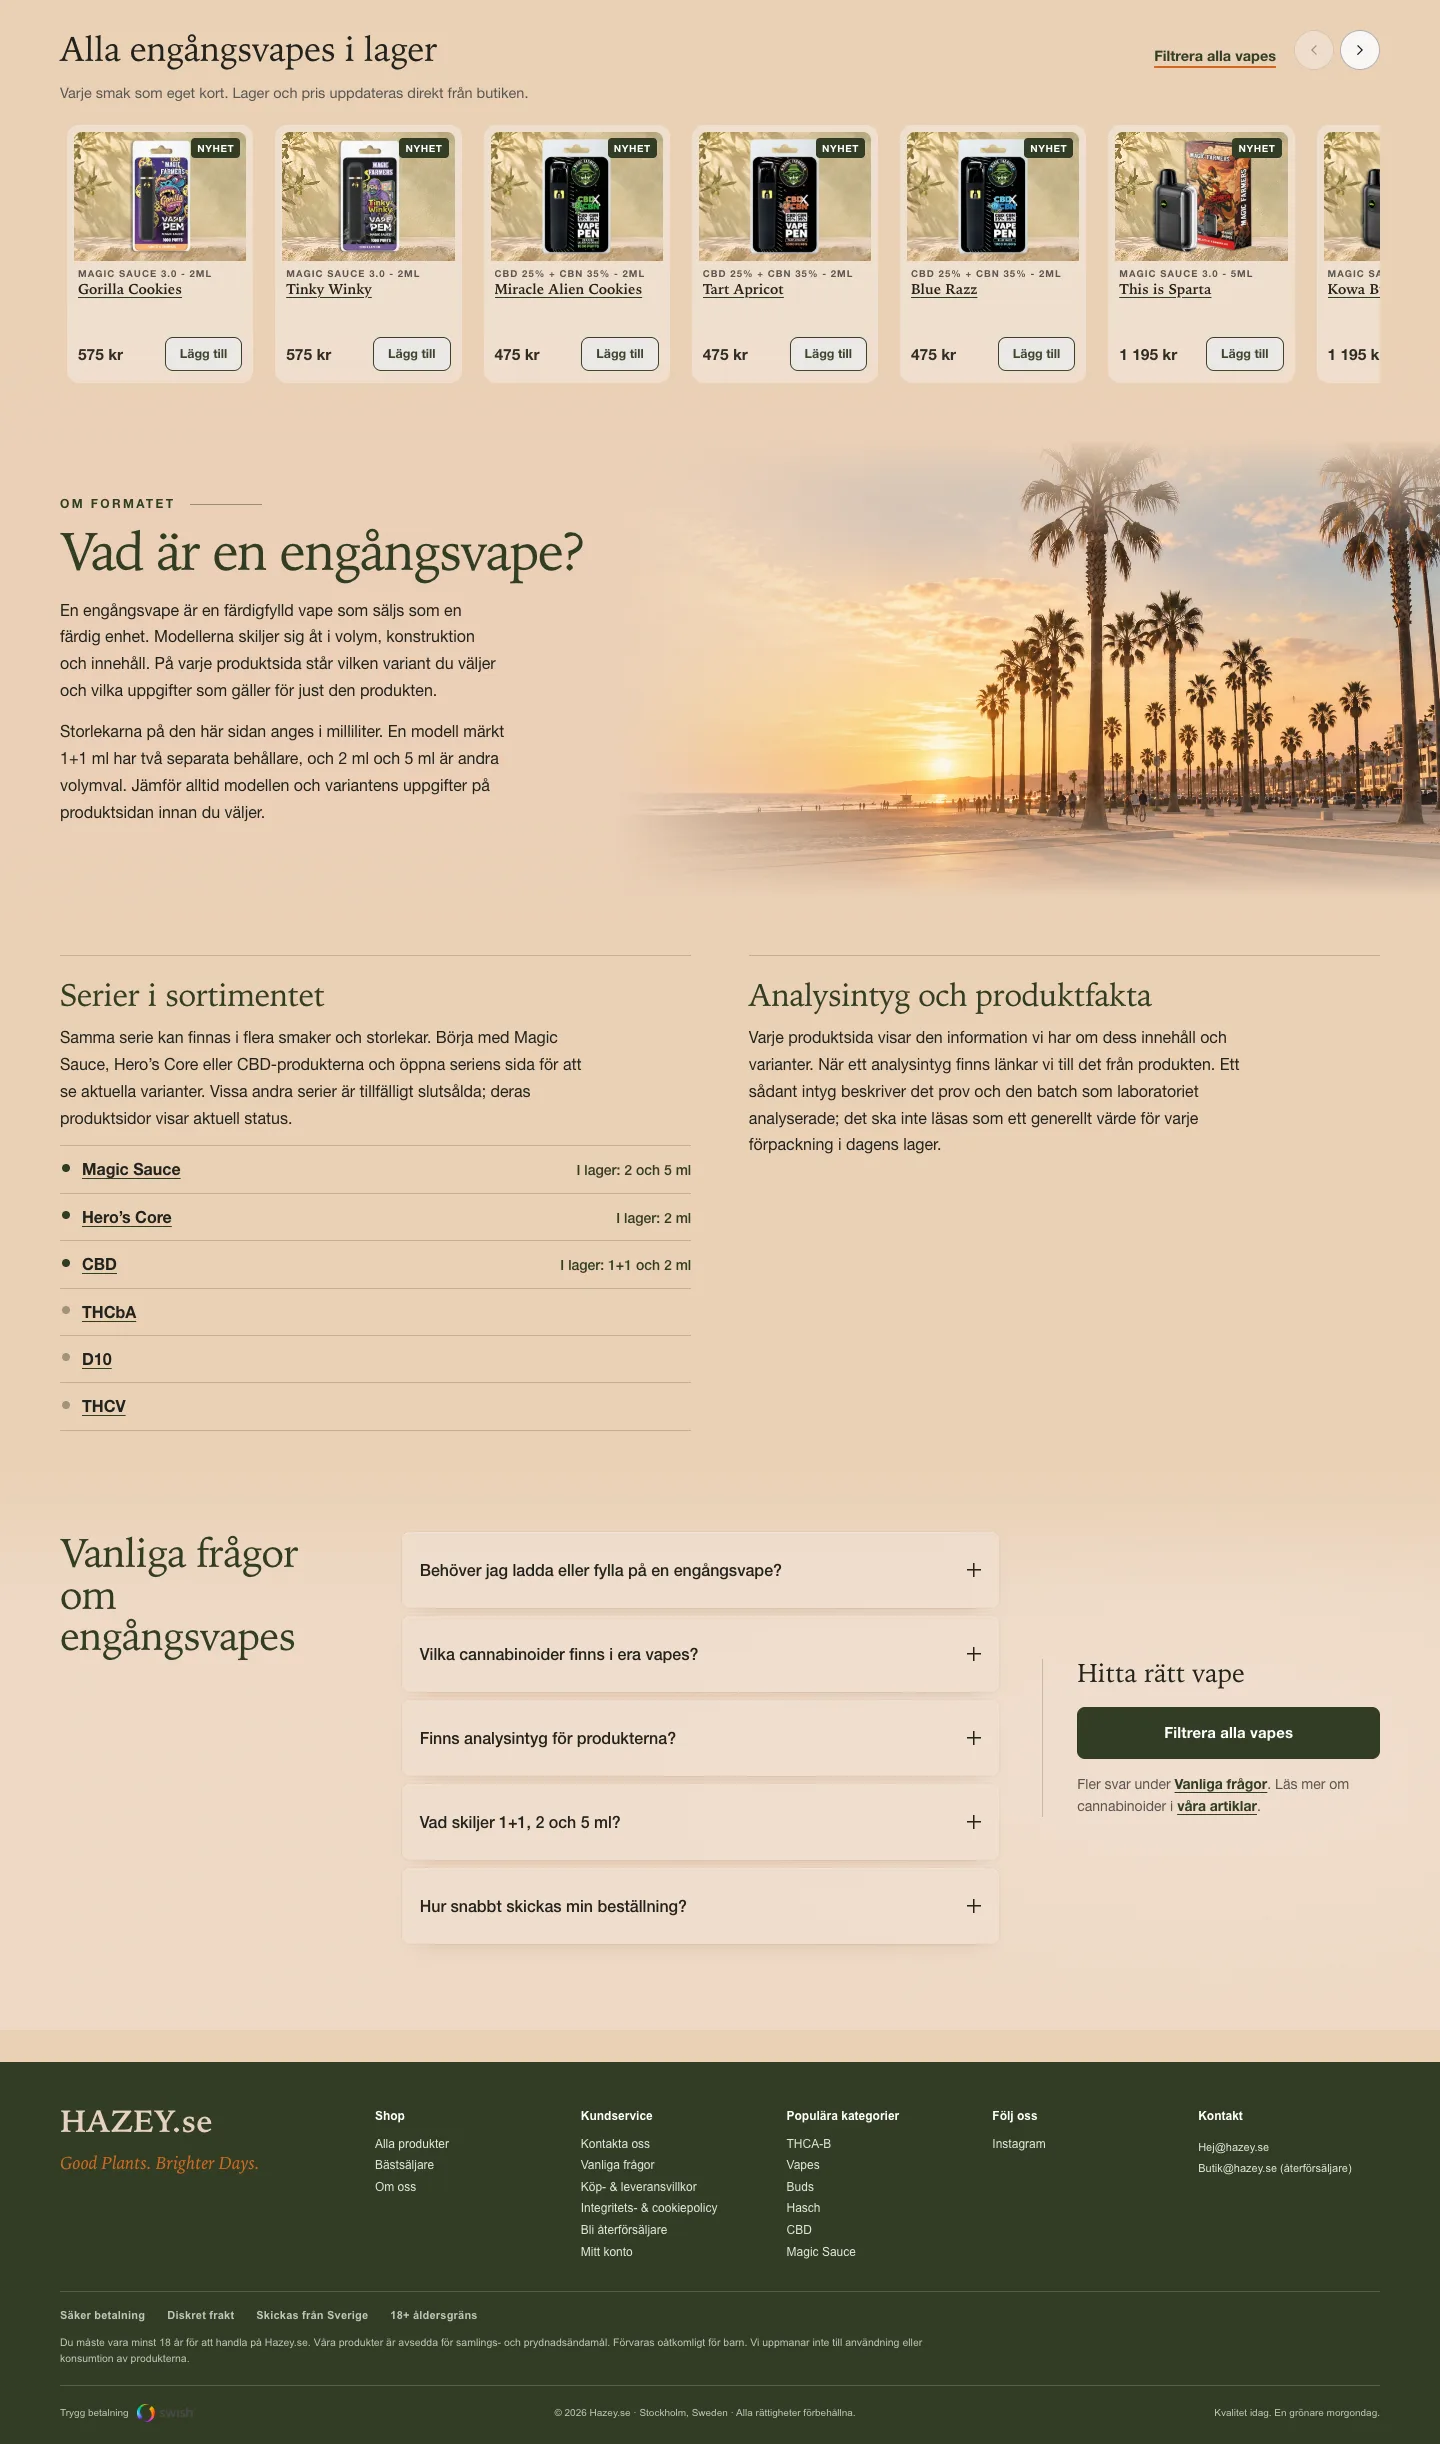 Alla engångsvapes i lager
Filtrera alla vapes
Varje smak som eget kort. Lager och pris uppdateras direkt från butiken.
NYHET
MAGIC SAUCE 3.0 - 2ML
Gorilla Cookies
575 kr
Lägg till
NYHET
MAGIC SAUCE 3.0 - 2ML
Tinky Winky
575 kr
Lägg till
NYHET
CBD 25% + CBN 35% - 2ML
Miracle Alien Cookies
475 kr
Lägg till
NYHET
CBD 25% + CBN 35% - 2ML
Tart Apricot
475 kr
Lägg till
NYHET
CBD 25% + CBN 35% - 2ML
Blue Razz
475 kr
Lägg till
NYHET
MAGIC SAUCE 3.0 - 5ML
This is Sparta
1 195 kr
Lägg till
MAGIC SA
Kowa B
1 195 k
OM FORMATET
Vad är en engångsvape?
En engångsvape är en färdigfylld vape som säljs som en
färdig enhet. Modellerna skiljer sig åt i volym, konstruktion
och innehåll. På varje produktsida står vilken variant du väljer
och vilka uppgifter som gäller för just den produkten.
Storlekarna på den här sidan anges i milliliter. En modell märkt
1+1 ml har två separata behållare, och 2 ml och 5 ml är andra
volymval. Jämför alltid modellen och variantens uppgifter på
produktsidan innan du väljer.
Serier i sortimentet
Samma serie kan finnas i flera smaker och storlekar. Börja med Magic
Sauce, Hero’s Core eller CBD-produkterna och öppna seriens sida för att
se aktuella varianter. Vissa andra serier är tillfälligt slutsålda; deras
produktsidor visar aktuell status.
Magic Sauce I lager: 2 och 5 ml
Hero’s Core I lager: 2 ml
CBD I lager: 1+1 och 2 ml
THCbA
D10
THCV
Analysintyg och produktfakta
Varje produktsida visar den information vi har om dess innehåll och
varianter. När ett analysintyg finns länkar vi till det från produkten. Ett
sådant intyg beskriver det prov och den batch som laboratoriet
analyserade; det ska inte läsas som ett generellt värde för varje
förpackning i dagens lager.
Vanliga frågor
om
engångsvapes
Behöver jag ladda eller fylla på en engångsvape?
Vilka cannabinoider finns i era vapes?
Finns analysintyg för produkterna?
Vad skiljer 1+1, 2 och 5 ml?
Hur snabbt skickas min beställning?
Hitta rätt vape
Filtrera alla vapes
Fler svar under Vanliga frågor. Läs mer om
cannabinoider i våra artiklar.
HAZEY.se
Good Plants. Brighter Days.
Shop
Alla produkter
Bästsäljare
Om oss
Kundservice
Kontakta oss
Vanliga frågor
Köp- & leveransvillkor
Integritets- & cookiepolicy
Bli återförsäljare
Mitt konto
Populära kategorier
THCA-B
Vapes
Buds
Hasch
CBD
Magic Sauce
Följ oss
Instagram
Kontakt
Hej@hazey.se
Butik@hazey.se (återförsäljare)
Säker betalning Diskret frakt Skickas från Sverige 18+ åldersgräns
Du måste vara minst 18 år för att handla på Hazey.se. Våra produkter är avsedda för samlings- och prydnadsändamål. Förvaras oåtkomligt för barn. Vi uppmanar inte till användning eller
konsumtion av produkterna.
Trygg betalning swish
© 2026 Hazey.se · Stockholm, Sweden · Alla rättigheter förbehållna.
Kvalitet idag. En grönare morgondag.